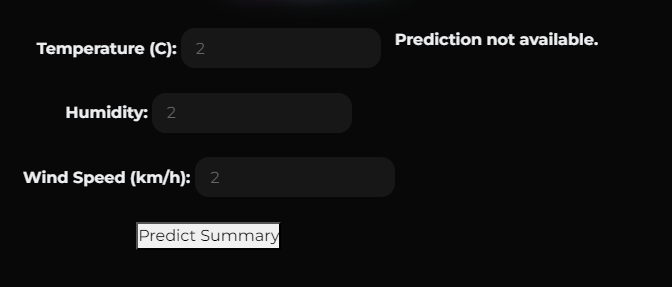 Temperature (C): 2
Prediction not available.
Humidity: 2
Wind Speed (km/h): 2
Predict Summary